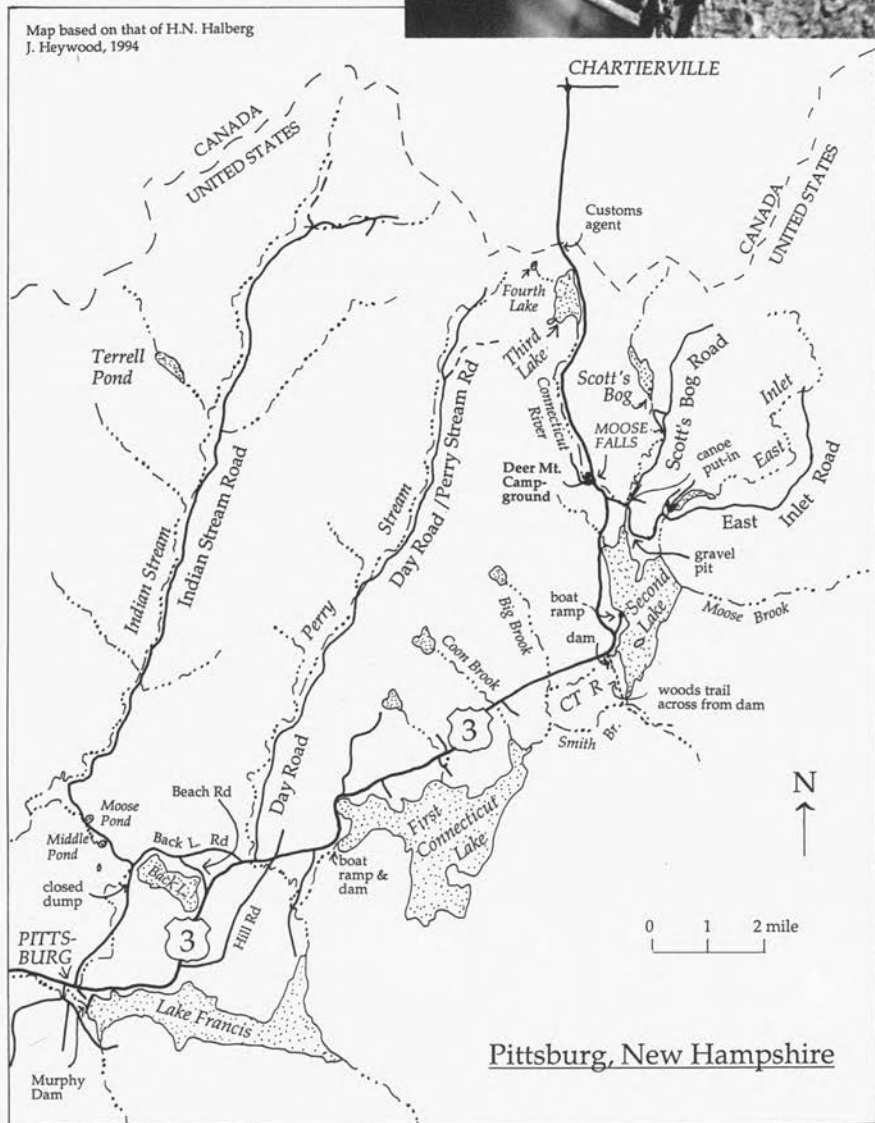 Map based on that of H.N. Halberg
J. Heywood, 1994
CHARTIERVILLE
CANADA
UNITED STATES
CANADA
UNITED STATES
Customs
agent
Fourth
Lake
Third
Lake
Terrell
Pond
Connecticut
River
Scott's
Bog
Scott's Bog Road
MOOSE
FALLS
canoe
put-in
Inlet
East
East
Inlet Road
Deer Mt.
Camp-
ground
gravel
pit
Indian Stream
Indian Stream Road
Perry
Stream
Day Road / Perry Stream Rd
boat
ramp
dam
Second
Lake
Moose Brook
Big Brook
Coon Brook
CT R
woods trail
across from dam
Smith Br.
3
Day Road
Beach Rd
Moose
Pond
Middle
Pond
Back L. Rd
Back L.
First
Connecticut
Lake
boat
ramp &
dam
closed
dump
3
Hill Rd
N
0 1 2 mile
PITTS-
BURG
Lake Francis
Murphy
Dam
Pittsburg, New Hampshire